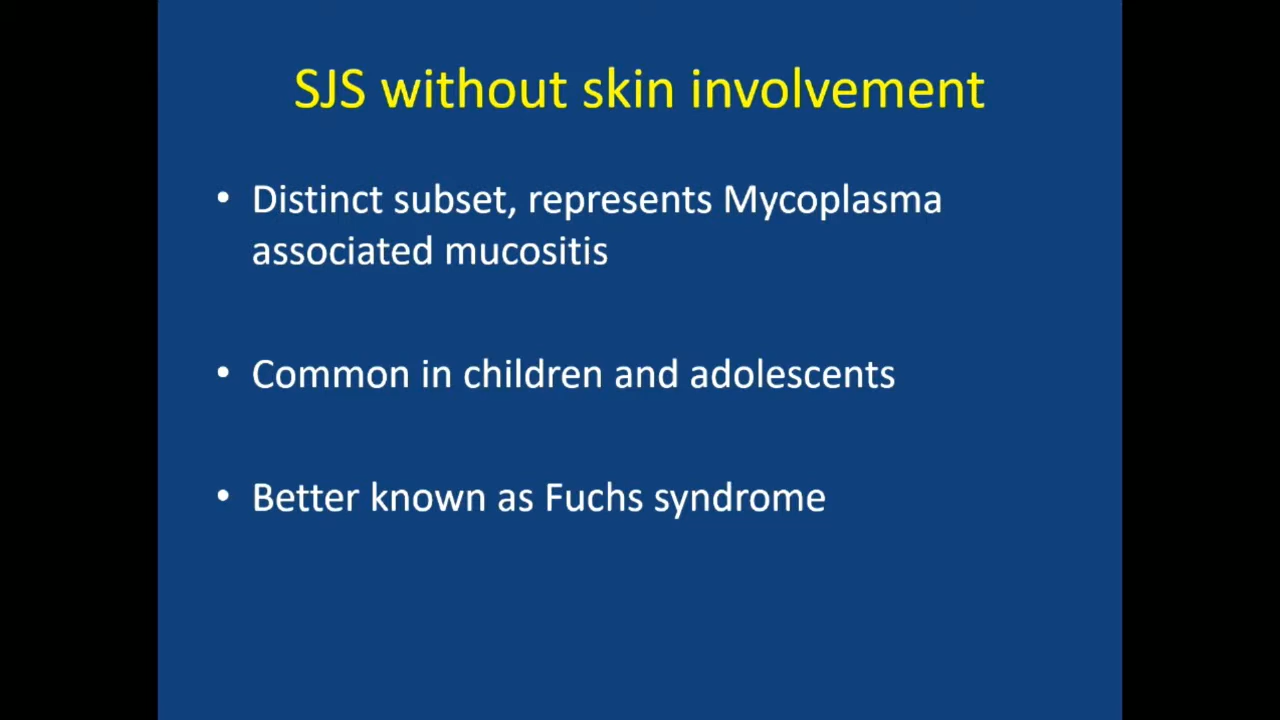 SJS without skin involvement
• Distinct subset, represents Mycoplasma
associated mucositis
• Common in children and adolescents
• Better known as Fuchs syndrome